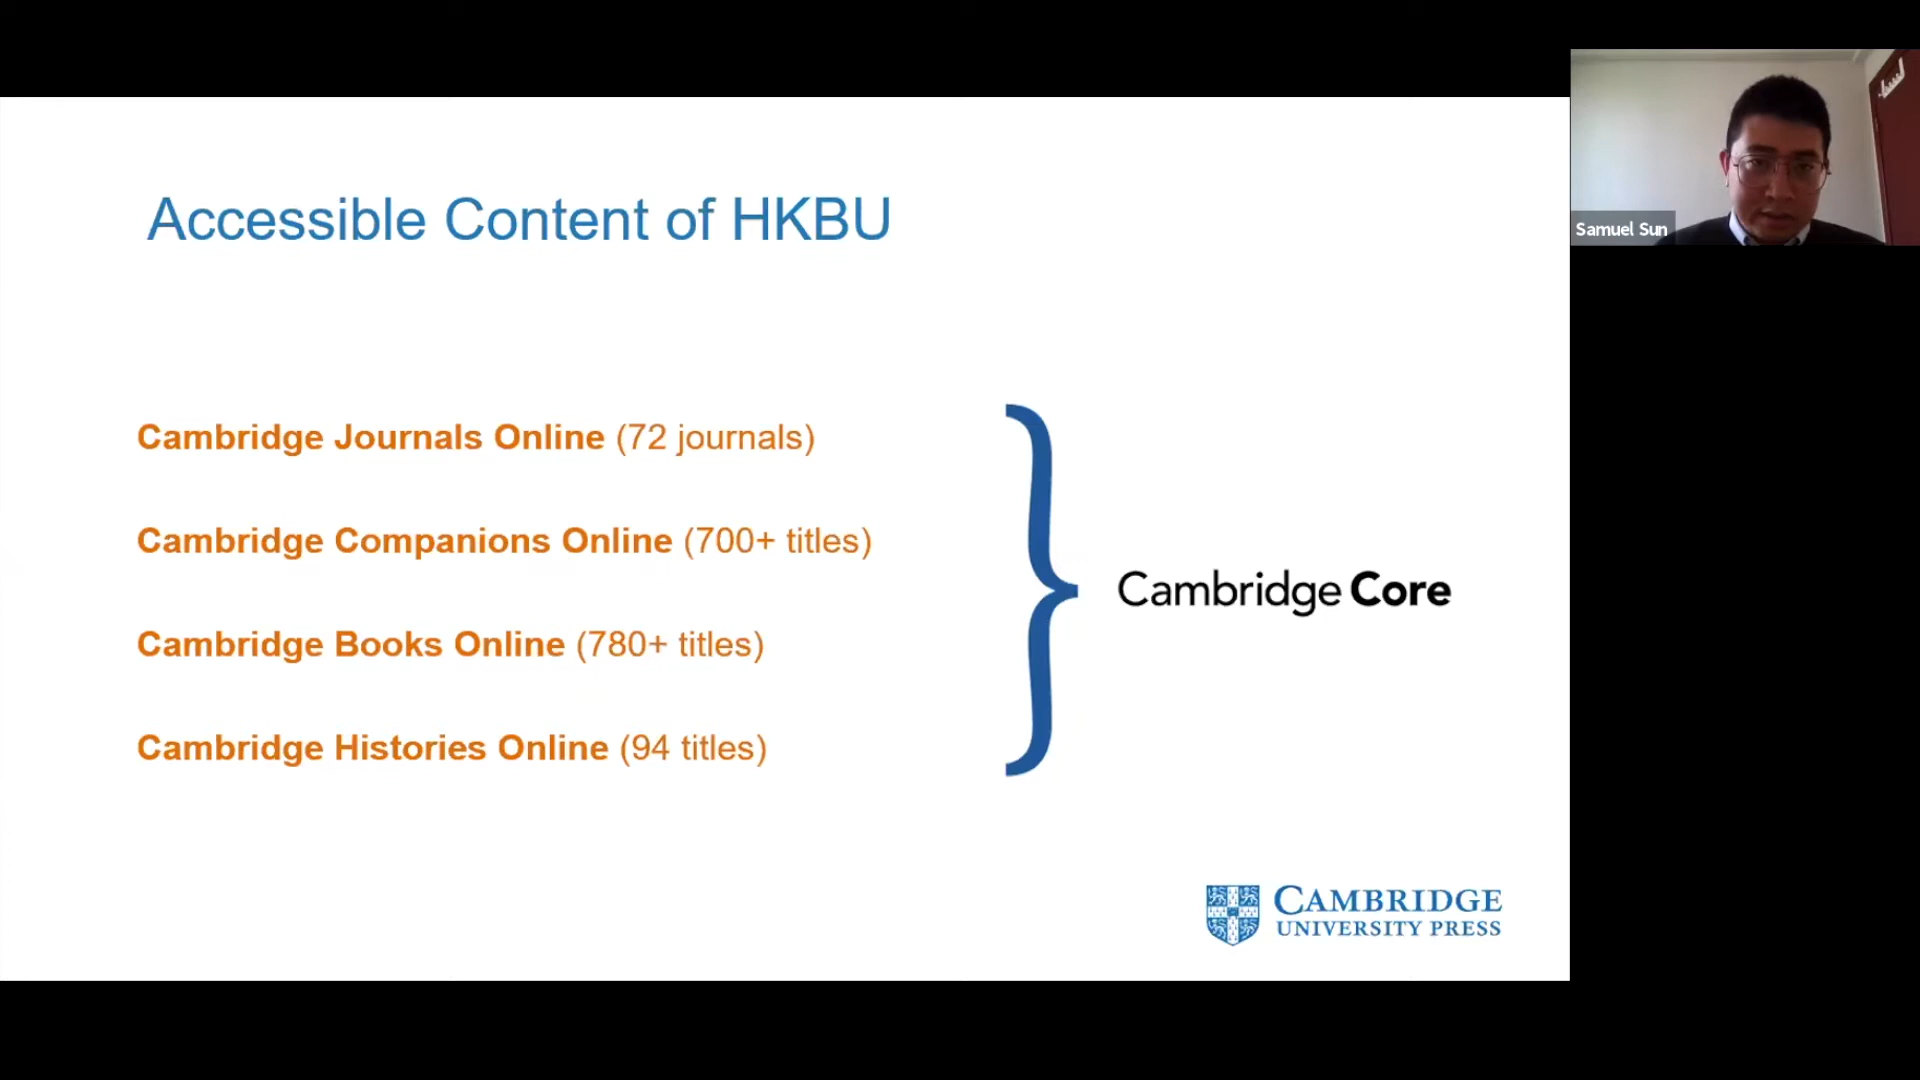 Accessible Content of HKBU
Cambridge Journals Online (72 journals)
Cambridge Companions Online (700+ titles)
Cambridge Books Online (780+ titles)
Cambridge Histories Online (94 titles)
Cambridge Core
CAMBRIDGE
UNIVERSITY PRESS
Samuel Sun